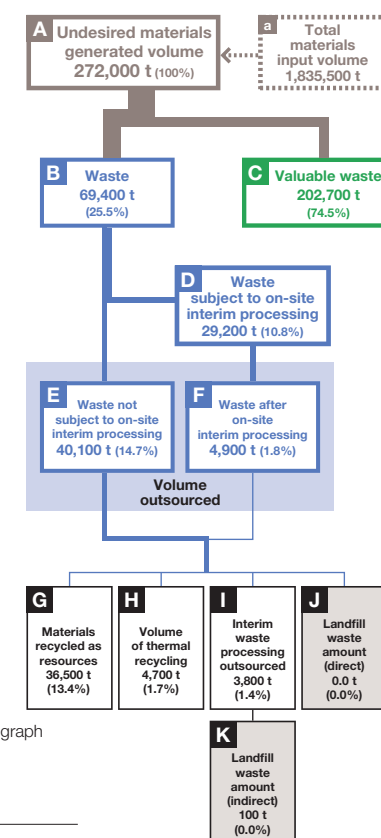 A
Undesired materials
generated volume
272,000 t (100%)
a
Total
materials
input volume
1,835,500 t
B
Waste
69,400 t
(25.5%)
C
Valuable waste
202,700 t
(74.5%)
D
Waste
subject to on-site
interim processing
29,200 t (10.8%)
E
Waste not
subject to on-site
interim processing
40,100 t (14.7%)
F
Waste after
on-site
interim processing
4,900 t (1.8%)
Volume
outsourced
G
Materials
recycled as
resources
36,500 t
(13.4%)
H
Volume
of thermal
recycling
4,700 t
(1.7%)
I
Interim
waste
processing
outsourced
3,800 t
(1.4%)
J
Landfill
waste
amount
(direct)
0.0 t
(0.0%)
graph
K
Landfill
waste
amount
(indirect)
100 t
(0.0%)